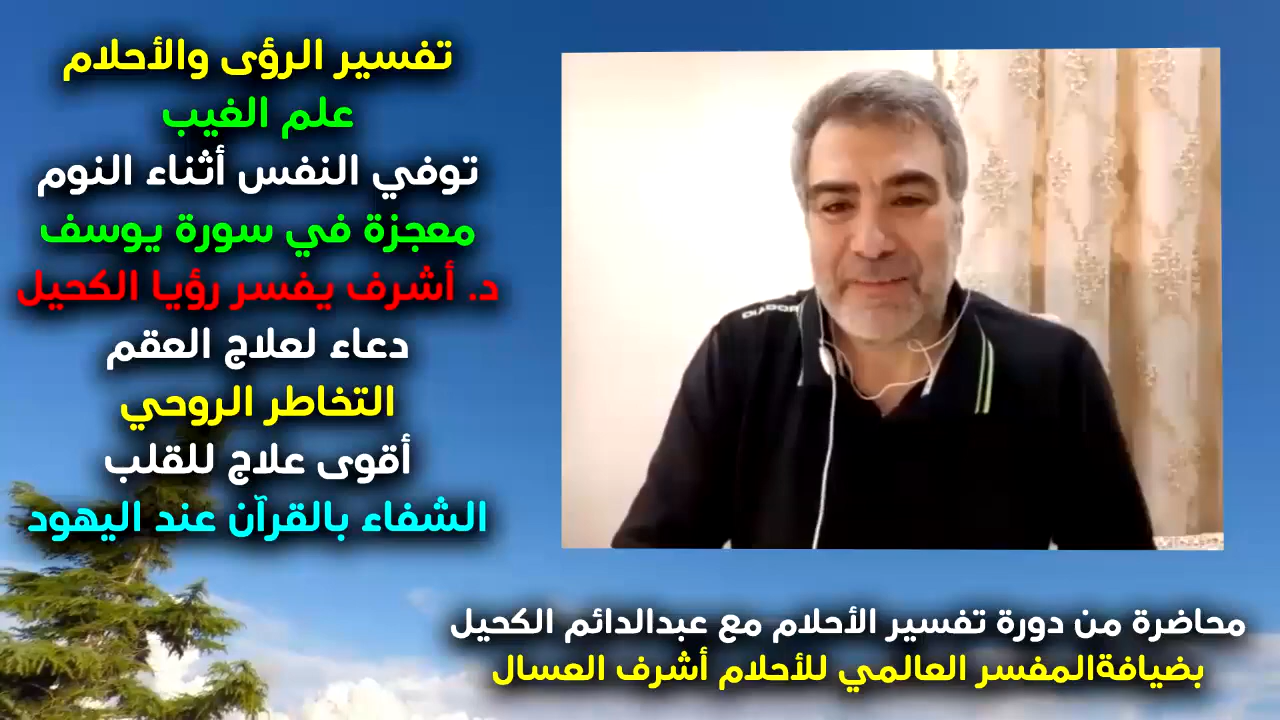 تفسير الرؤى والأحلام
علم الغيب
توفي النفس أثناء النوم
معجزة في سورة يوسف
د. أشرف يفسر رؤيا الكحيل
دعاء لعلاج العقم
التخاطر الروحي
أقوى علاج للقلب
الشفاء بالقرآن عند اليهود
DIADOR
محاضرة من دورة تفسير الأحلام مع عبدالدائم الكحيل
بضيافةالمفسر العالمي للأحلام أشرف العسال